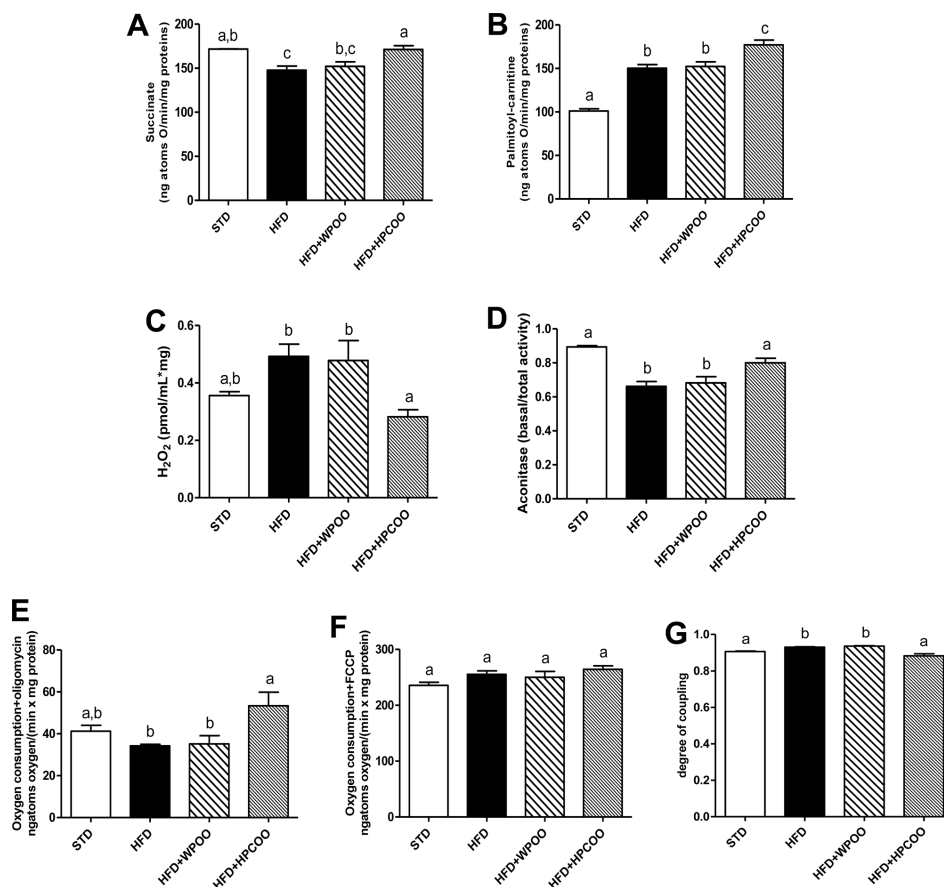 A
Succinate
(ng atoms O/min/mg proteins)
200
150
100
50
0
a,b
c
b,c
a
STD
HFD
HFD+WPOO
HFD+HPCOO
B
Palmitoyl-carnitine
(ng atoms O/min/mg proteins)
200
150
100
50
0
a
b
b
c
STD
HFD
HFD+WPOO
HFD+HPCOO
C
H₂O₂ (pmol/mL*mg)
0.6
0.4
0.2
0.0
a,b
b
b
a
STD
HFD
HFD+WPOO
HFD+HPCOO
D
Aconitase (basal/total activity)
1.0
0.8
0.6
0.4
0.2
0.0
a
b
b
a
STD
HFD
HFD+WPOO
HFD+HPCOO
E
Oxygen consumption+oligomycin
ngatoms oxygen/(min x mg protein)
80
60
40
20
0
a,b
b
b
a
STD
HFD
HFD+WPOO
HFD+HPCOO
F
Oxygen consumption+FCCP
ngatoms oxygen/(min x mg protein)
300
200
100
0
a
a
a
a
STD
HFD
HFD+WPOO
HFD+HPCOO
G
degree of coupling
1.0
0.8
0.6
0.4
0.2
0.0
a
b
b
a
STD
HFD
HFD+WPOO
HFD+HPCOO